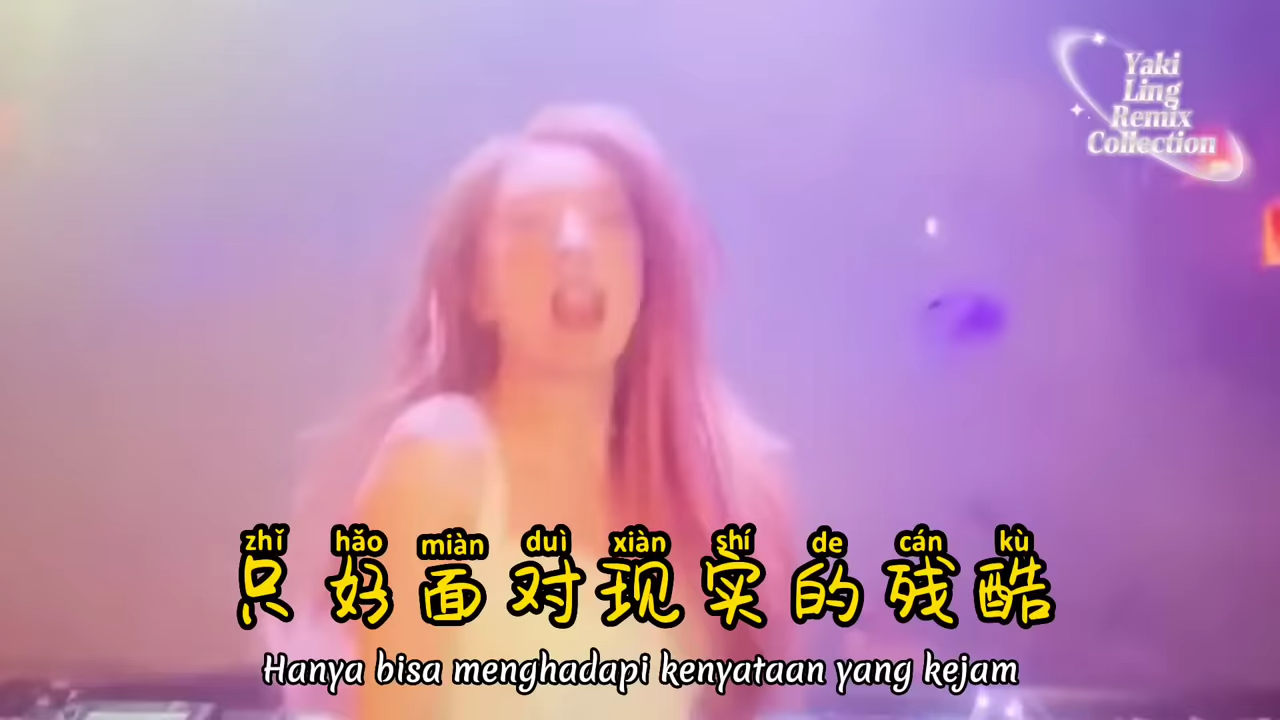 Yaki
Ling
Remix
Collection
zhǐ hǎo miàn duì xiàn shí de cán kù
只好面对现实的残酷
Hanya bisa menghadapi kenyataan yang kejam